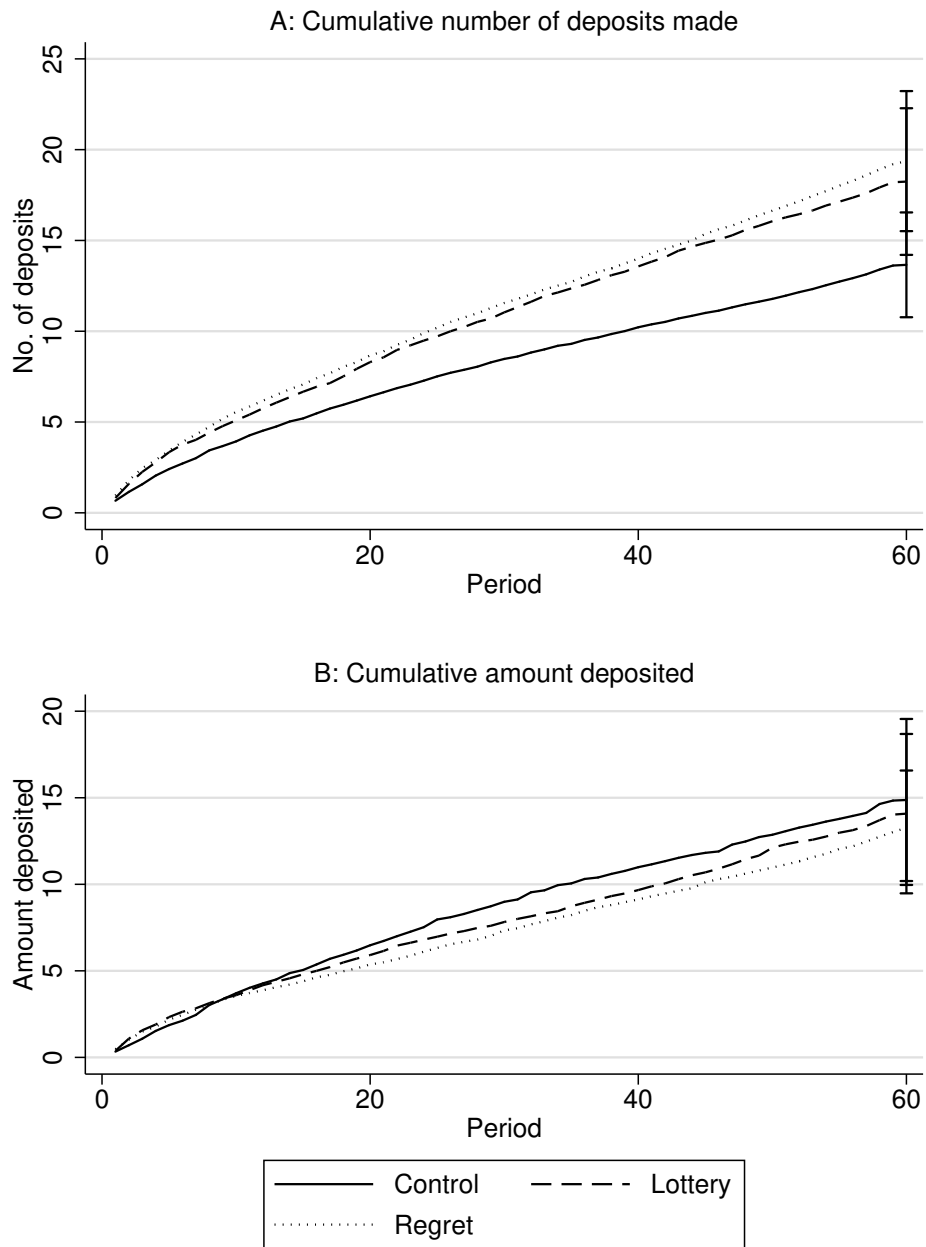 A: Cumulative number of deposits made
25
20
15
10
5
0
No. of deposits
0 20 40 60
Period
B: Cumulative amount deposited
20
15
10
5
0
Amount deposited
0 20 40 60
Period
Control Lottery
Regret